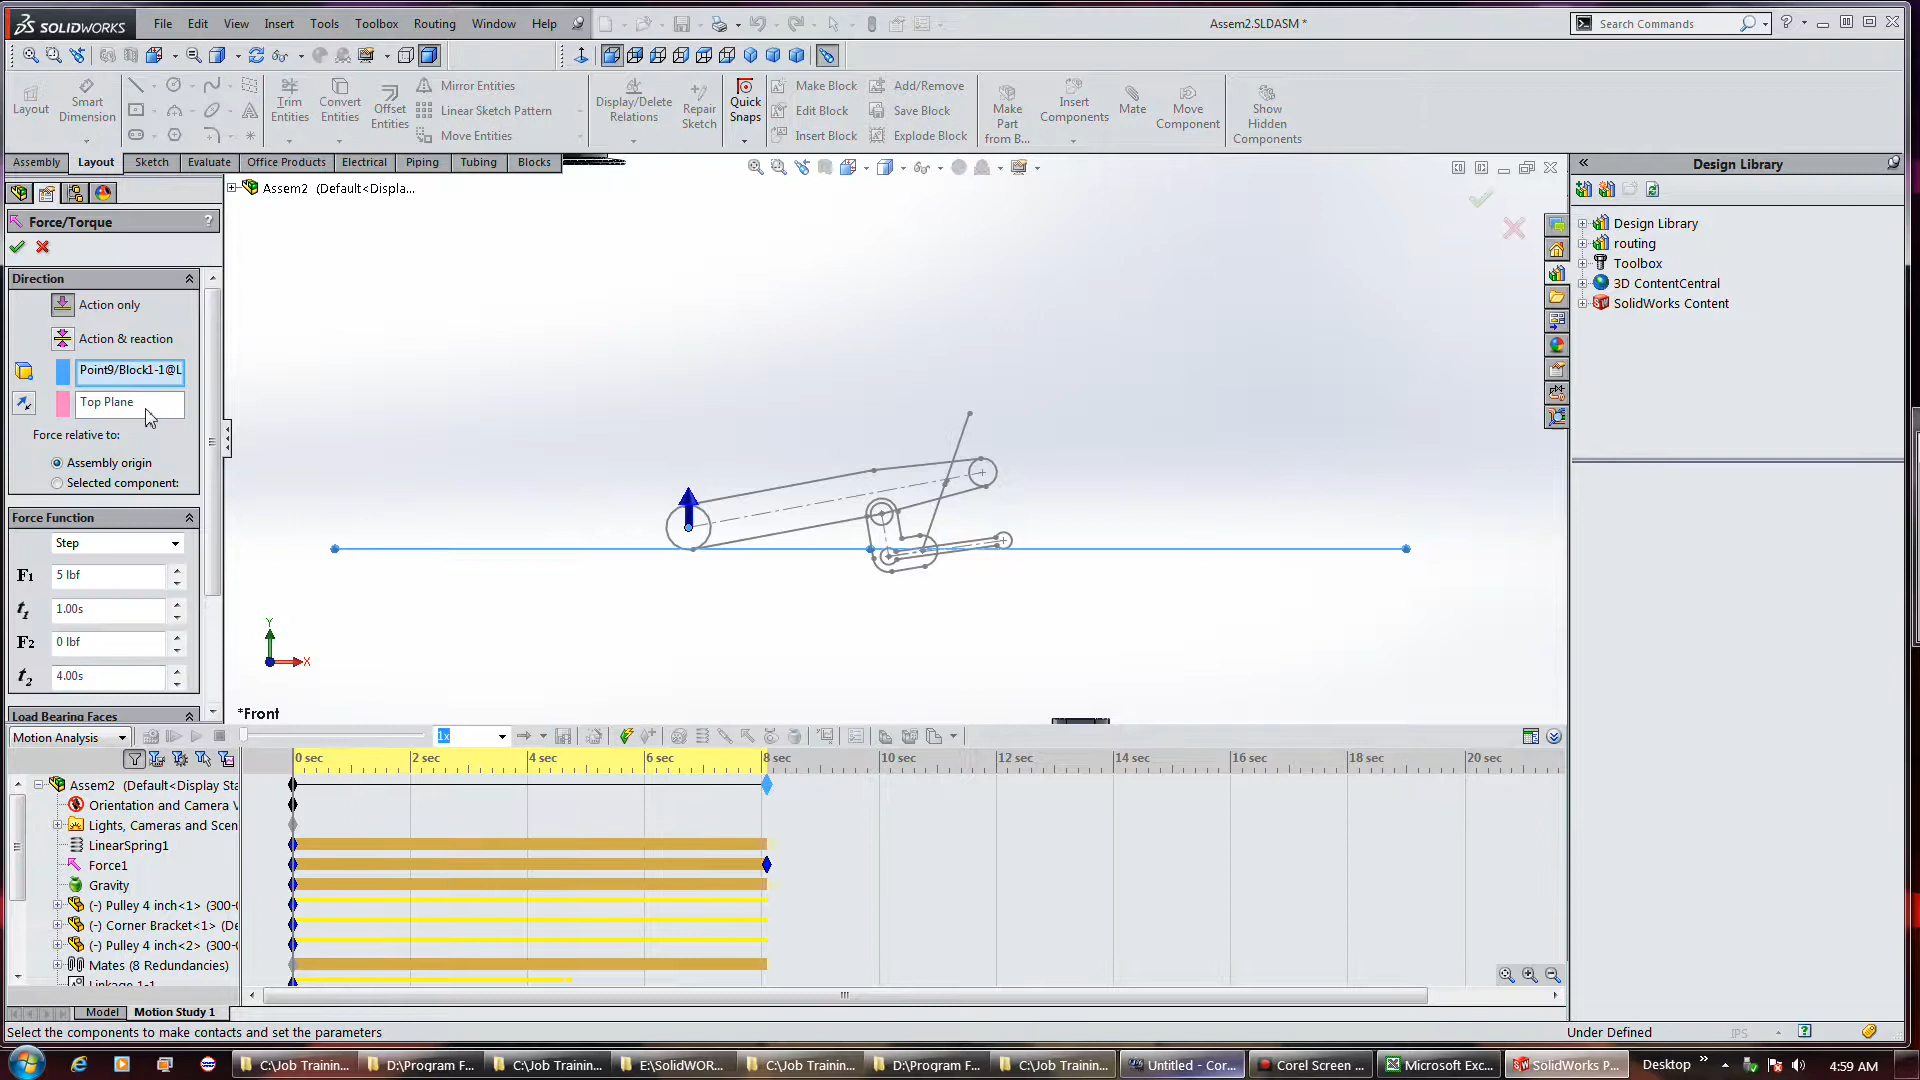 SOLIDWORKS File Edit View Insert Tools Toolbox Routing Window Help Assem2.SLDASM * Search Commands
Layout Smart Dimension Trim Entities Convert Entities Offset Entities Mirror Entities Linear Sketch Pattern Move Entities Display/Delete Relations Repair Sketch Quick Snaps Make Block Edit Block Insert Block Add/Remove Save Block Explode Block Make Part from B... Insert Components Mate Move Component Show Hidden Components
Assembly Layout Sketch Evaluate Office Products Electrical Piping Tubing Blocks
Design Library
Assem2 (Default<Displa...
Force/Torque ?
Direction
Action only
Action & reaction
Point9/Block1-1@L
Top Plane
Force relative to:
Assembly origin
Selected component:
Force Function
Step
F1 5 lbf
t1 1.00s
F2 0 lbf
t2 4.00s
Load Bearing Faces
Design Library
routing
Toolbox
3D ContentCentral
SolidWorks Content
Y
X
*Front
Motion Analysis 1x
0 sec 2 sec 4 sec 6 sec 8 sec 10 sec 12 sec 14 sec 16 sec 18 sec 20 sec
Assem2 (Default<Display Sta
Orientation and Camera V
Lights, Cameras and Scen
LinearSpring1
Force1
Gravity
(-) Pulley 4 inch<1> (300-0
(-) Corner Bracket<1> (De
(-) Pulley 4 inch<2> (300-0
Mates (8 Redundancies)
Linkage 1-1
Model Motion Study 1
Select the components to make contacts and set the parameters Under Defined IPS
C:\Job Trainin... D:\Program F... C:\Job Trainin... E:\SolidWOR... C:\Job Trainin... D:\Program F... C:\Job Trainin... Untitled - Cor... Corel Screen ... Microsoft Exc... SolidWorks P... Desktop 4:59 AM